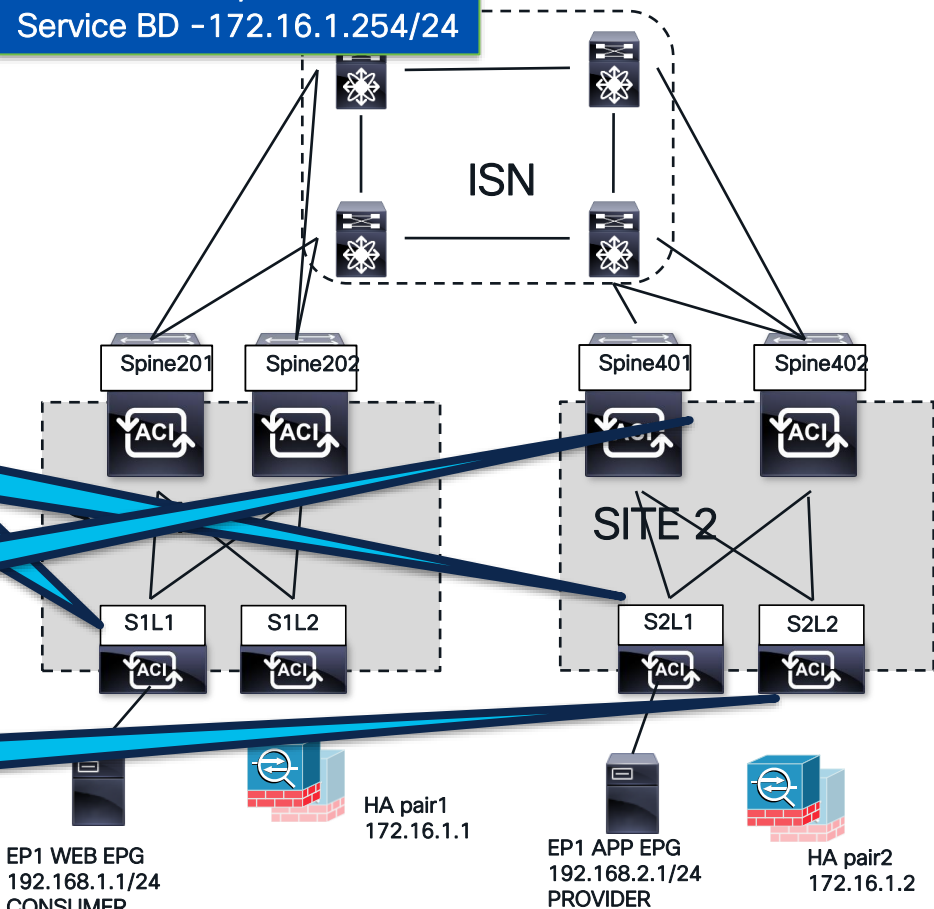 Service BD -172.16.1.254/24
ISN
Spine201
Spine202
Spine401
Spine402
ACI
ACI
ACI
ACI
SITE 2
S1L1
S1L2
S2L1
S2L2
ACI
ACI
ACI
ACI
HA pair1
172.16.1.1
EP1 WEB EPG
192.168.1.1/24
CONSUMER
EP1 APP EPG
192.168.2.1/24
PROVIDER
HA pair2
172.16.1.2